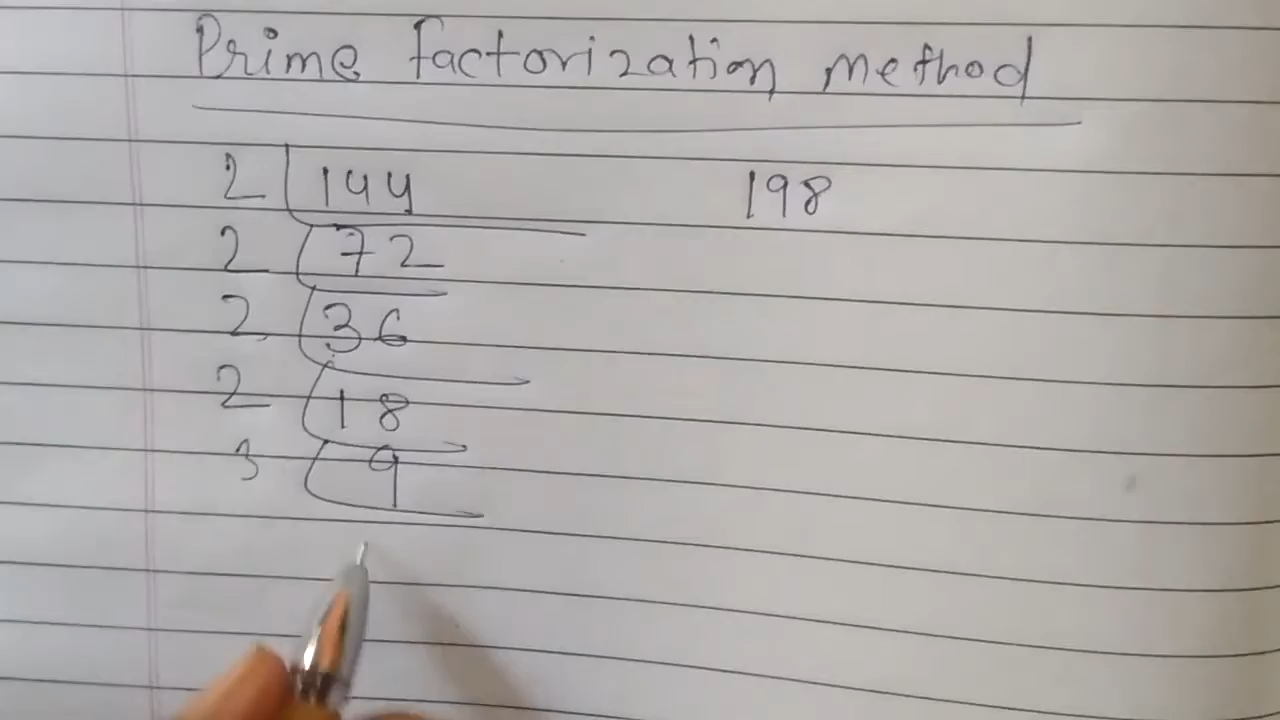 Prime factorization method
2 144 198
2 72
2 36
2 18
3 9